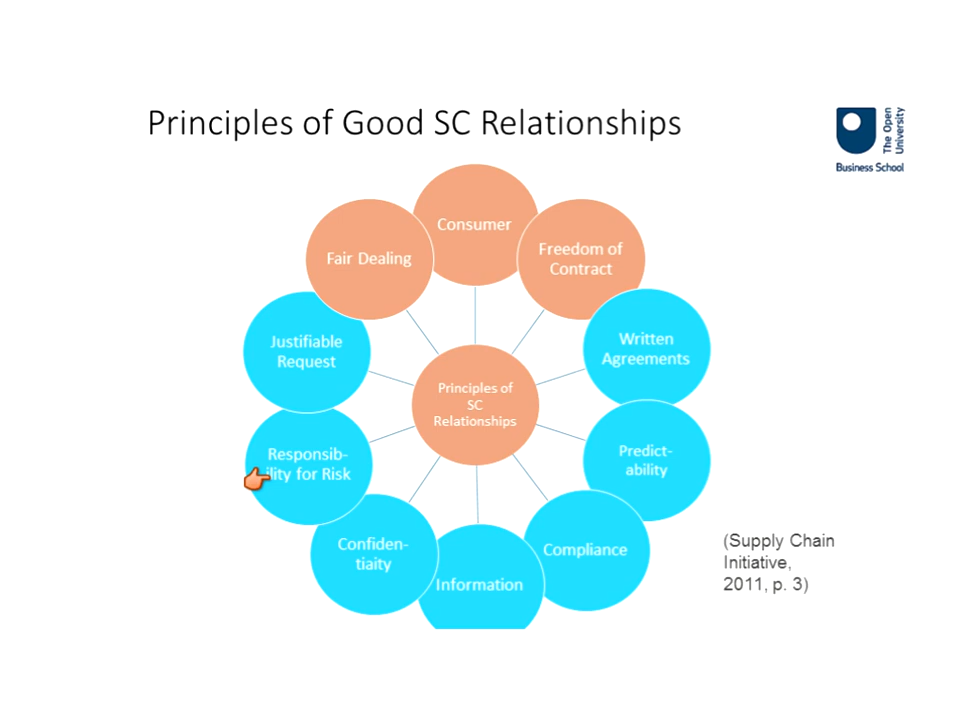 Principles of Good SC Relationships
The Open
University
Business School
Consumer
Freedom of
Contract
Written
Agreements
Predict-
ability
Compliance
Information
Confiden-
tiaity
Responsib-
ility for Risk
Justifiable
Request
Fair Dealing
Principles of
SC
Relationships
(Supply Chain
Initiative,
2011, p. 3)